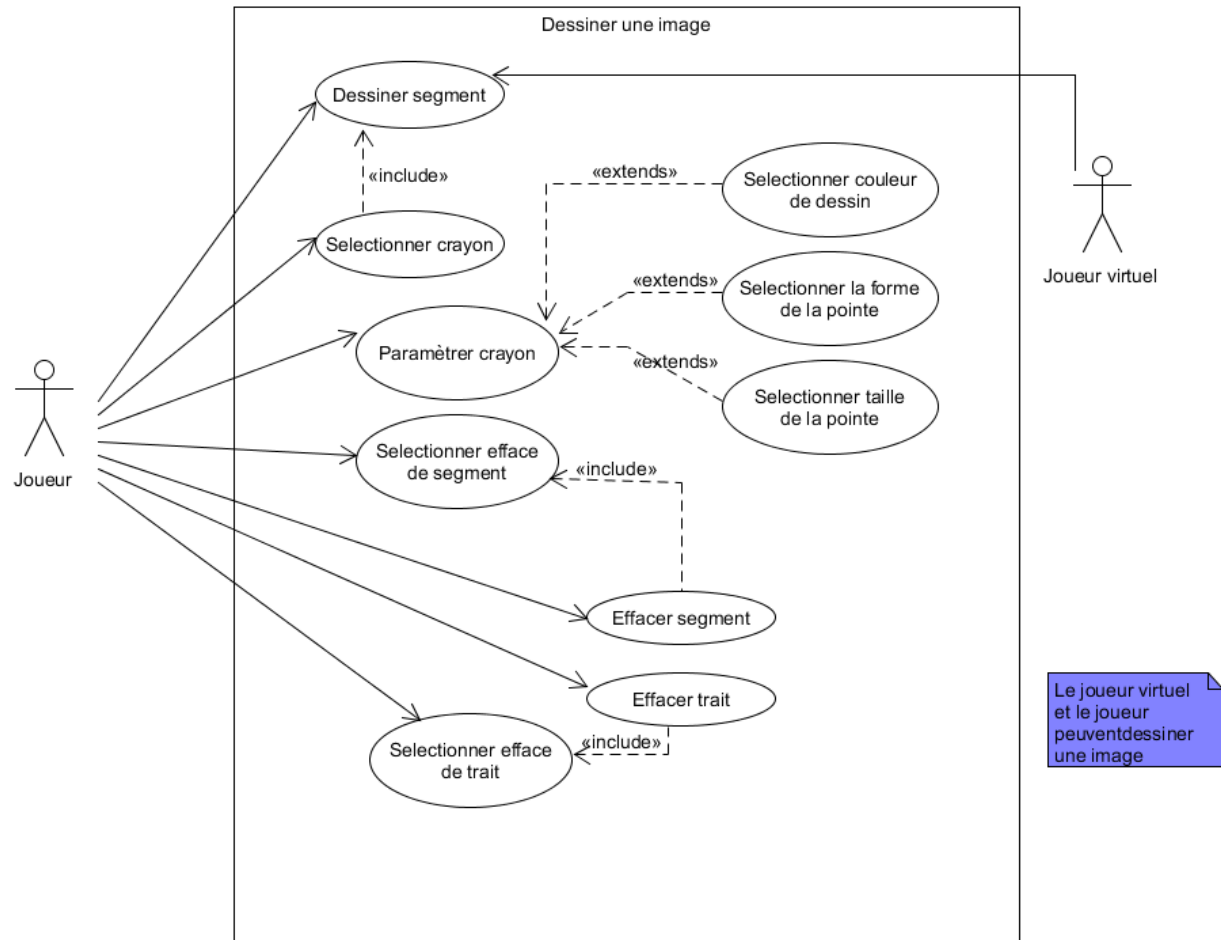 Dessiner une image
Dessiner segment
«include»
Selectionner crayon
«extends»
Selectionner couleur
de dessin
Joueur virtuel
«extends»
Selectionner la forme
de la pointe
Paramètrer crayon
«extends»
Selectionner taille
de la pointe
Joueur
Selectionner efface
de segment
«include»
Effacer segment
Effacer trait
«include»
Selectionner efface
de trait
Le joueur virtuel
et le joueur
peuventdessiner
une image